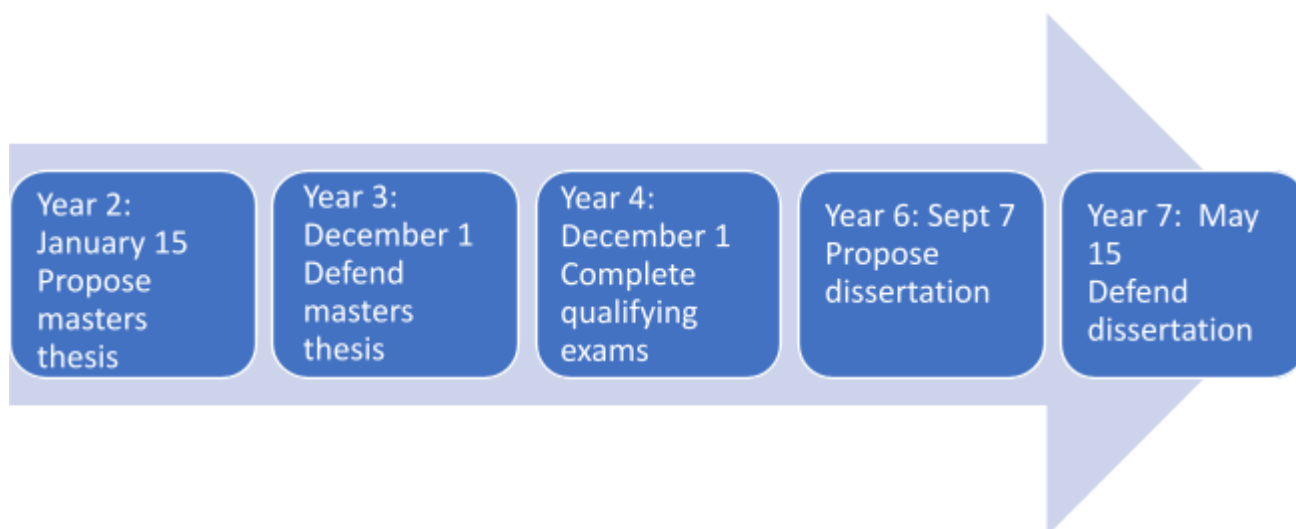 Year 2:
January 15
Propose
masters
thesis
Year 3:
December 1
Defend
masters
thesis
Year 4:
December 1
Complete
qualifying
exams
Year 6: Sept 7
Propose
dissertation
Year 7:  May
15
Defend
dissertation